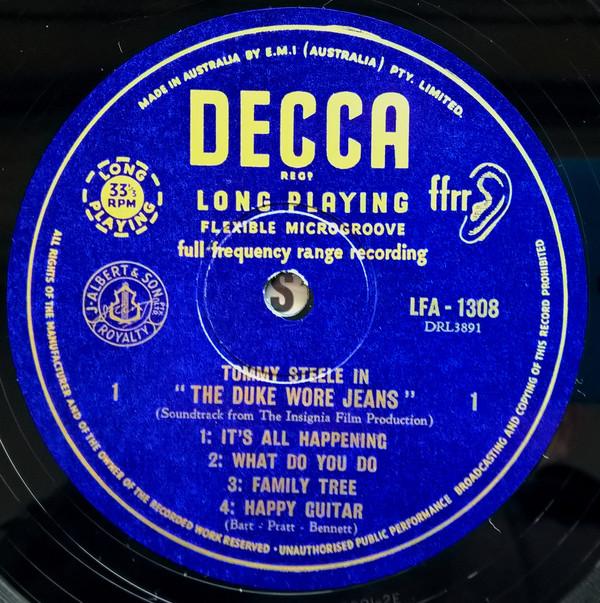 MADE IN AUSTRALIA BY E.M.I (AUSTRALIA) PTY. LIMITED.
DECCA
REGD
LONG PLAYING
33⅓ RPM
LONG PLAYING
ffrr
FLEXIBLE MICROGROOVE
full frequency range recording
S
J. ALBERT & SON PTY. LTD
ROYALTY
LFA - 1308
DRL3891
TOMMY STEELE IN
1
" THE DUKE WORE JEANS "
1
(Soundtrack from The Insignia Film Production)
1: IT'S ALL HAPPENING
2: WHAT DO YOU DO
3: FAMILY TREE
4: HAPPY GUITAR
(Bart - Pratt - Bennett)
ALL RIGHTS OF THE MANUFACTURER AND OF THE OWNER OF THE RECORDED WORK RESERVED · UNAUTHORISED PUBLIC PERFORMANCE BROADCASTING AND COPYING OF THIS RECORD PROHIBITED